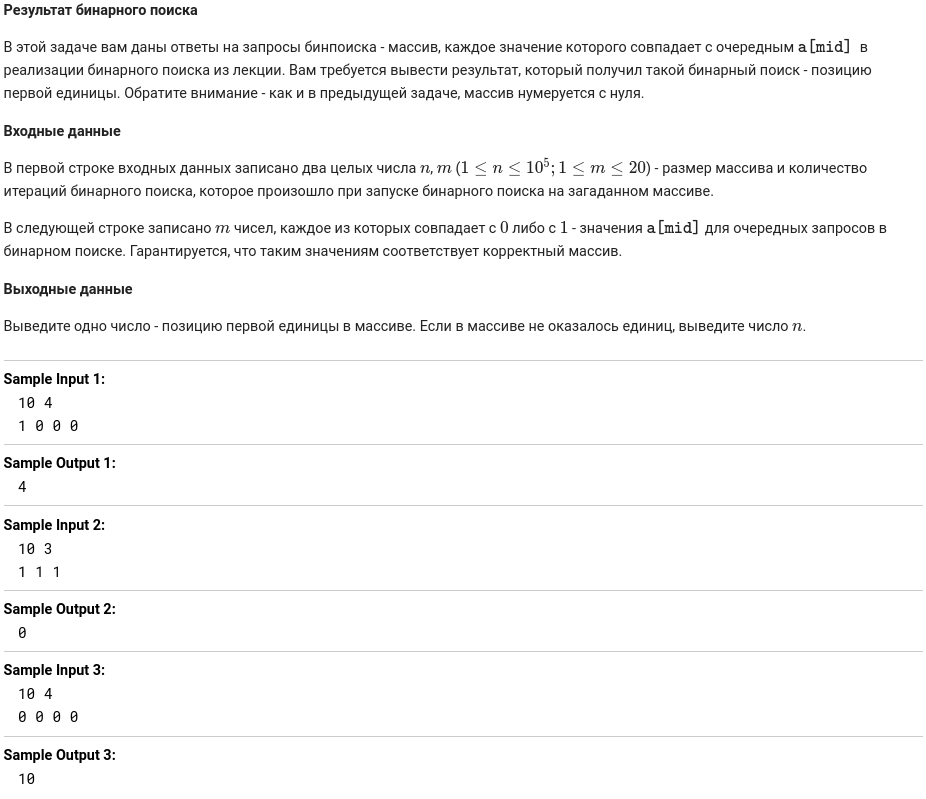 Результат бинарного поиска
В этой задаче вам даны ответы на запросы бинпоиска - массив, каждое значение которого совпадает с очередным a[mid] в
реализации бинарного поиска из лекции. Вам требуется вывести результат, который получил такой бинарный поиск - позицию
первой единицы. Обратите внимание - как и в предыдущей задаче, массив нумеруется с нуля.
Входные данные
В первой строке входных данных записано два целых числа n, m (1 ≤ n ≤ 10⁵; 1 ≤ m ≤ 20) - размер массива и количество
итераций бинарного поиска, которое произошло при запуске бинарного поиска на загаданном массиве.
В следующей строке записано m чисел, каждое из которых совпадает с 0 либо с 1 - значения a[mid] для очередных запросов в
бинарном поиске. Гарантируется, что таким значениям соответствует корректный массив.
Выходные данные
Выведите одно число - позицию первой единицы в массиве. Если в массиве не оказалось единиц, выведите число n.
Sample Input 1:
10 4
1 0 0 0
Sample Output 1:
4
Sample Input 2:
10 3
1 1 1
Sample Output 2:
0
Sample Input 3:
10 4
0 0 0 0
Sample Output 3:
10